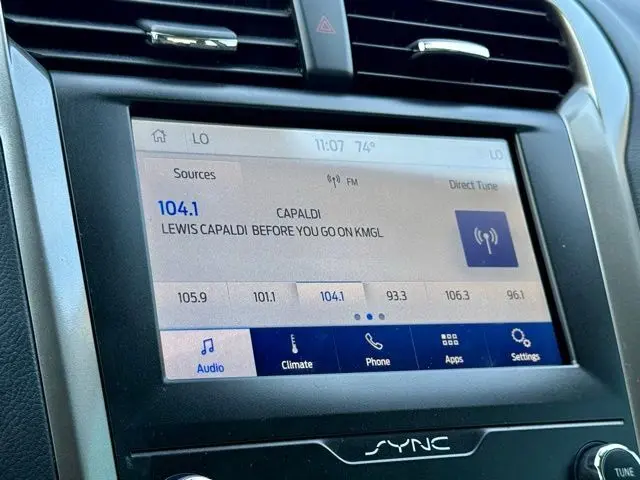 LO 11:07 74° LO
Sources FM Direct Tune
104.1 CAPALDI
LEWIS CAPALDI BEFORE YOU GO ON KMGL
105.9 101.1 104.1 93.3 106.3 96.1
Audio Climate Phone Apps Settings
SYNC
TUNE